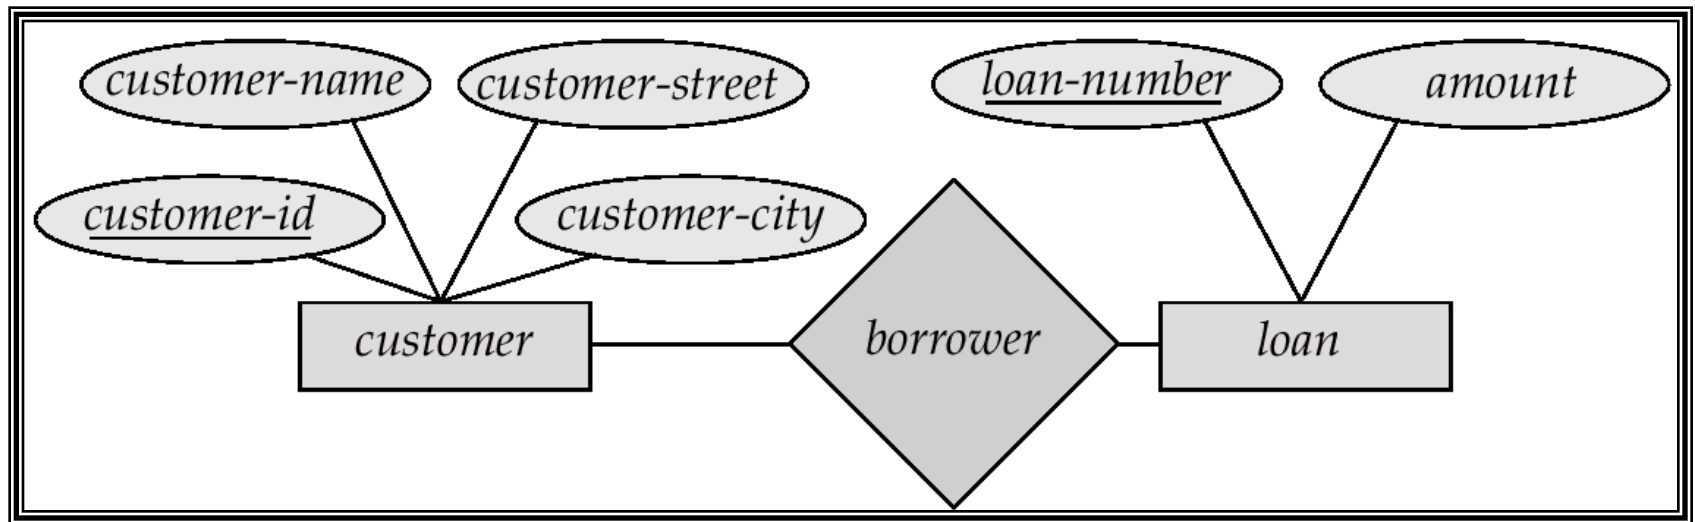 customer-name
customer-street
loan-number
amount
customer-id
customer-city
customer
borrower
loan